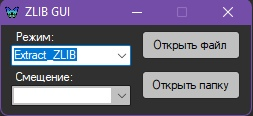 ZLIB GUI
Режим:
Extract_ZLIB
Открыть файл
Смещение:
Открыть папку